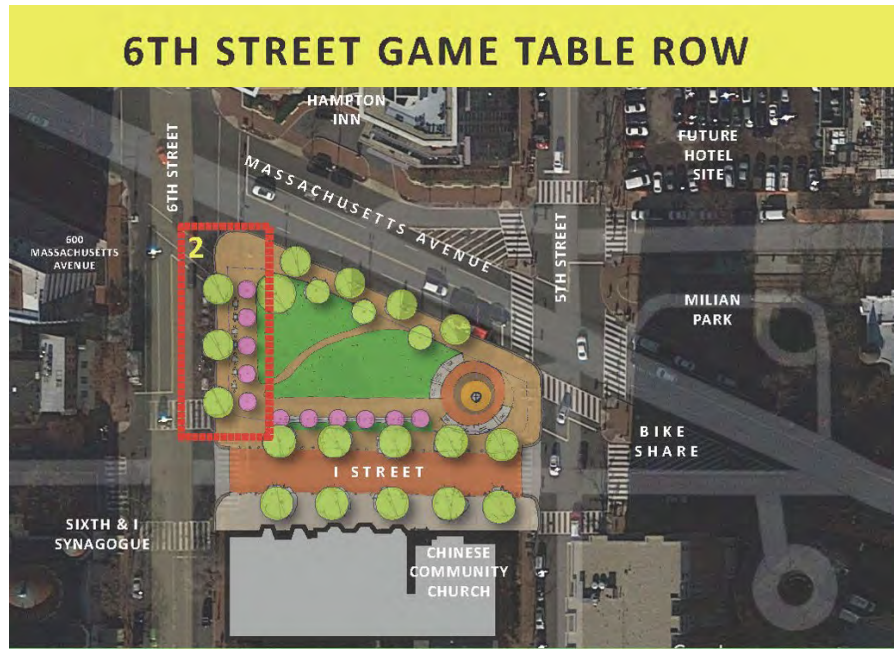 6TH STREET GAME TABLE ROW
HAMPTON
INN
FUTURE
HOTEL
SITE
6TH STREET
MASSACHUSETTS AVENUE
5TH STREET
600
MASSACHUSETTS
AVENUE
2
MILIAN
PARK
BIKE
SHARE
I STREET
SIXTH & I
SYNAGOGUE
CHINESE
COMMUNITY
CHURCH